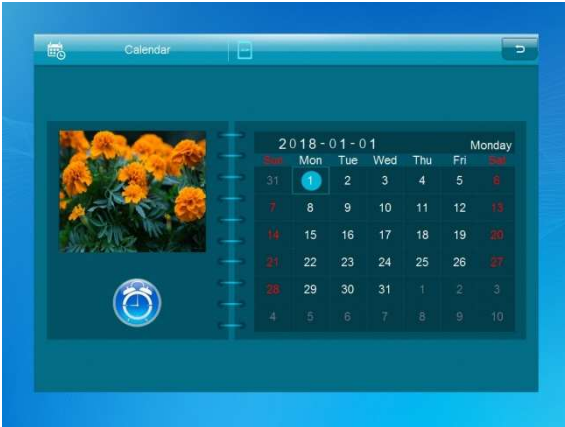 Calendar
2018-01-01 Monday
Sun Mon Tue Wed Thu Fri Sat
31 1 2 3 4 5 6
7 8 9 10 11 12 13
14 15 16 17 18 19 20
21 22 23 24 25 26 27
28 29 30 31 1 2 3
4 5 6 7 8 9 10